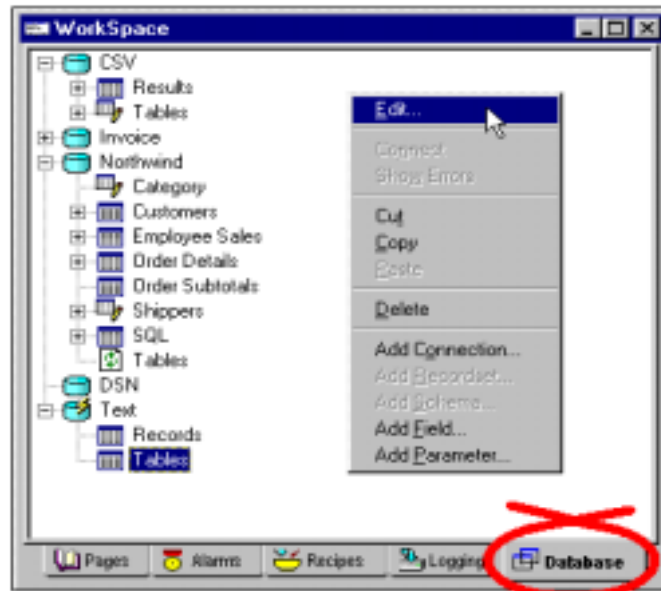 WorkSpace
CSV
Results
Tables
Invoice
Northwind
Category
Customers
Employee Sales
Order Details
Order Subtotals
Shippers
SQL
Tables
DSN
Text
Records
Tables
Edit...
Connect
Show Errors
Cut
Copy
Paste
Delete
Add Connection...
Add Recordset...
Add Schema...
Add Field...
Add Parameter...
Pages Alarms Recipes Logging Database